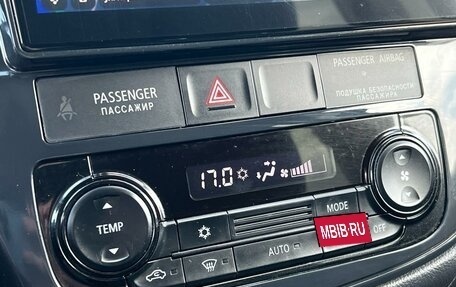 PASSENGER
ПАССАЖИР
PASSENGER AIRBAG
ПОДУШКА БЕЗОПАСНОСТИ
ПАССАЖИРА
17.0
TEMP
MODE
AUTO
OFF
MBIB.RU